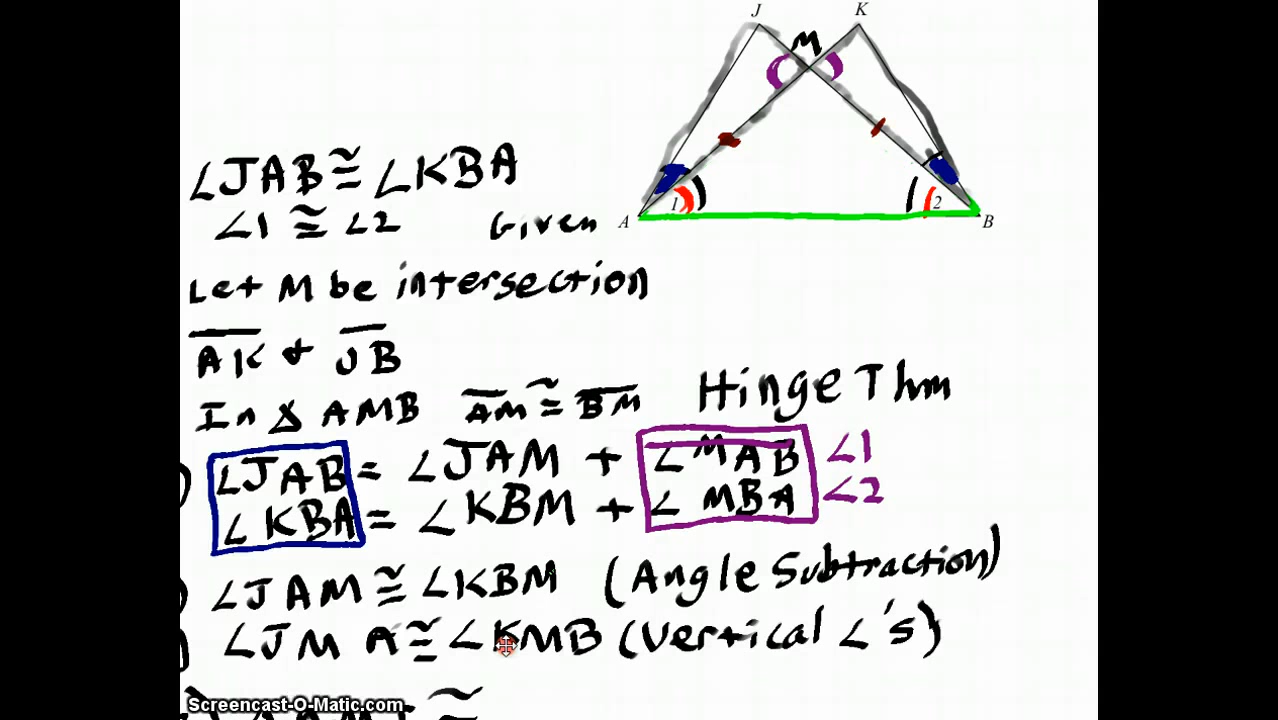 J K
M
1 2
A B
∠JAB ≅ ∠KBA
∠1 ≅ ∠2 Given
Let M be intersection
AK + JB
In Δ AMB AM ≅ BM Hinge Thm
) ∠JAB = ∠JAM + ∠MAB ∠1
∠KBA = ∠KBM + ∠MBA ∠2
) ∠JAM ≅ ∠KBM (Angle Subtraction)
) ∠JMA ≅ ∠KMB (Vertical ∠'s)
Screencast-O-Matic.com